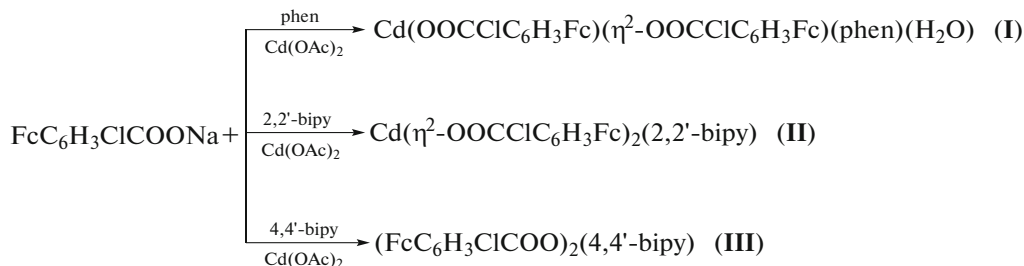 phen
Cd(OAc)₂
Cd(OOCClC₆H₃Fc)(η²-OOCClC₆H₃Fc)(phen)(H₂O) (I)
FcC₆H₃ClCOONa+
2,2'-bipy
Cd(OAc)₂
Cd(η²-OOCClC₆H₃Fc)₂(2,2'-bipy) (II)
4,4'-bipy
Cd(OAc)₂
(FcC₆H₃ClCOO)₂(4,4'-bipy) (III)